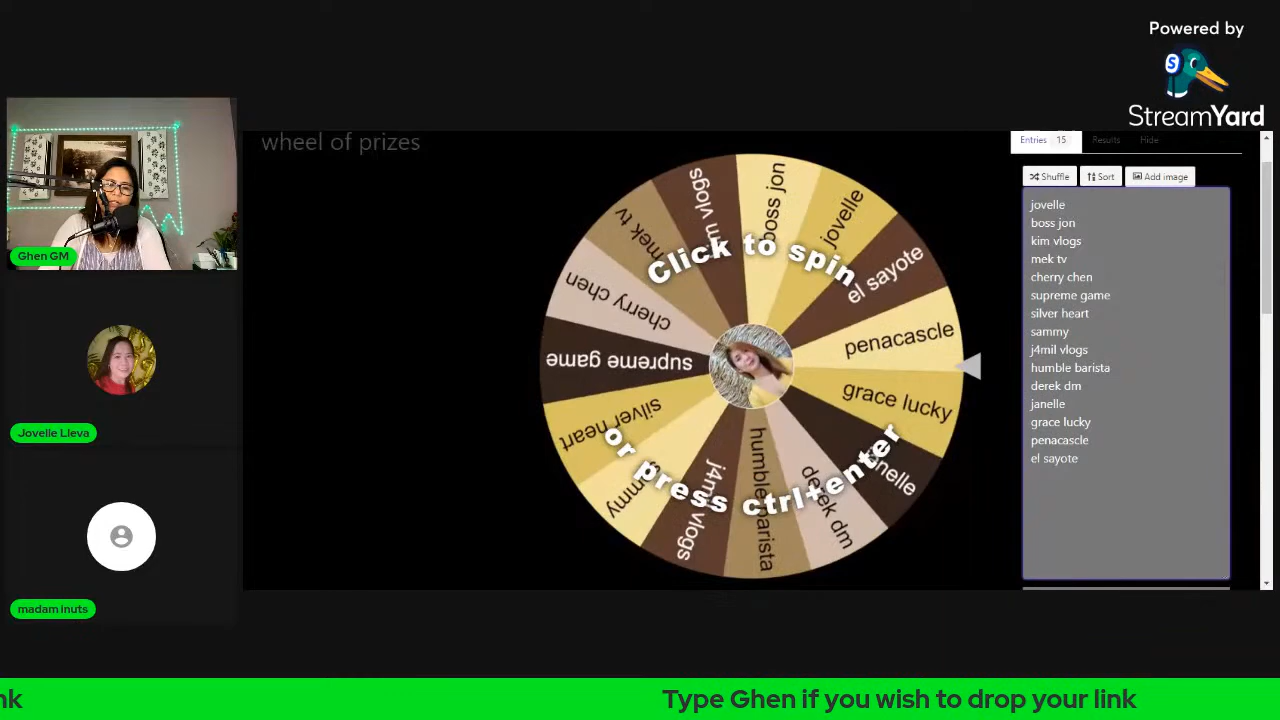 Powered by
StreamYard
wheel of prizes
Entries 15 Results Hide
Shuffle Sort Add image
jovelle
boss jon
kim vlogs
mek tv
cherry chen
supreme game
silver heart
sammy
j4mil vlogs
humble barista
derek dm
janelle
grace lucky
penacascle
el sayote
boss jon
jovelle
el sayote
penacascle
grace lucky
derek dm
humble barista
silver heart
supreme game
cherry chen
mek tv
Click to spin
or press ctrl+enter
Ghen GM
Jovelle Lleva
madam inuts
nk
Type Ghen if you wish to drop your link